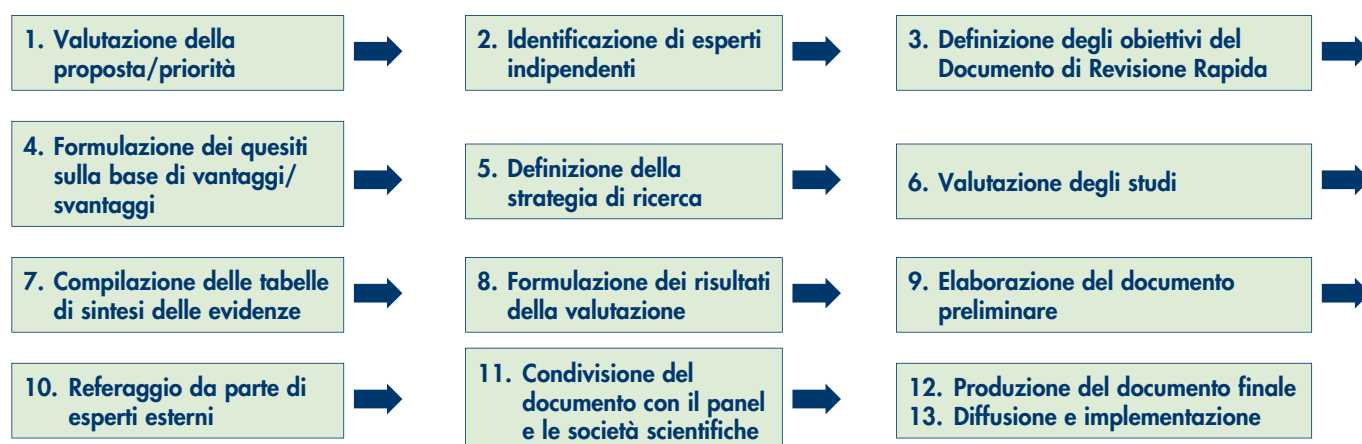 1. Valutazione della
proposta/priorità
2. Identificazione di esperti
indipendenti
3. Definizione degli obiettivi del
Documento di Revisione Rapida
4. Formulazione dei quesiti
sulla base di vantaggi/
svantaggi
5. Definizione della
strategia di ricerca
6. Valutazione degli studi
7. Compilazione delle tabelle
di sintesi delle evidenze
8. Formulazione dei risultati
della valutazione
9. Elaborazione del documento
preliminare
10. Referaggio da parte di
esperti esterni
11. Condivisione del
documento con il panel
e le società scientifiche
12. Produzione del documento finale
13. Diffusione e implementazione